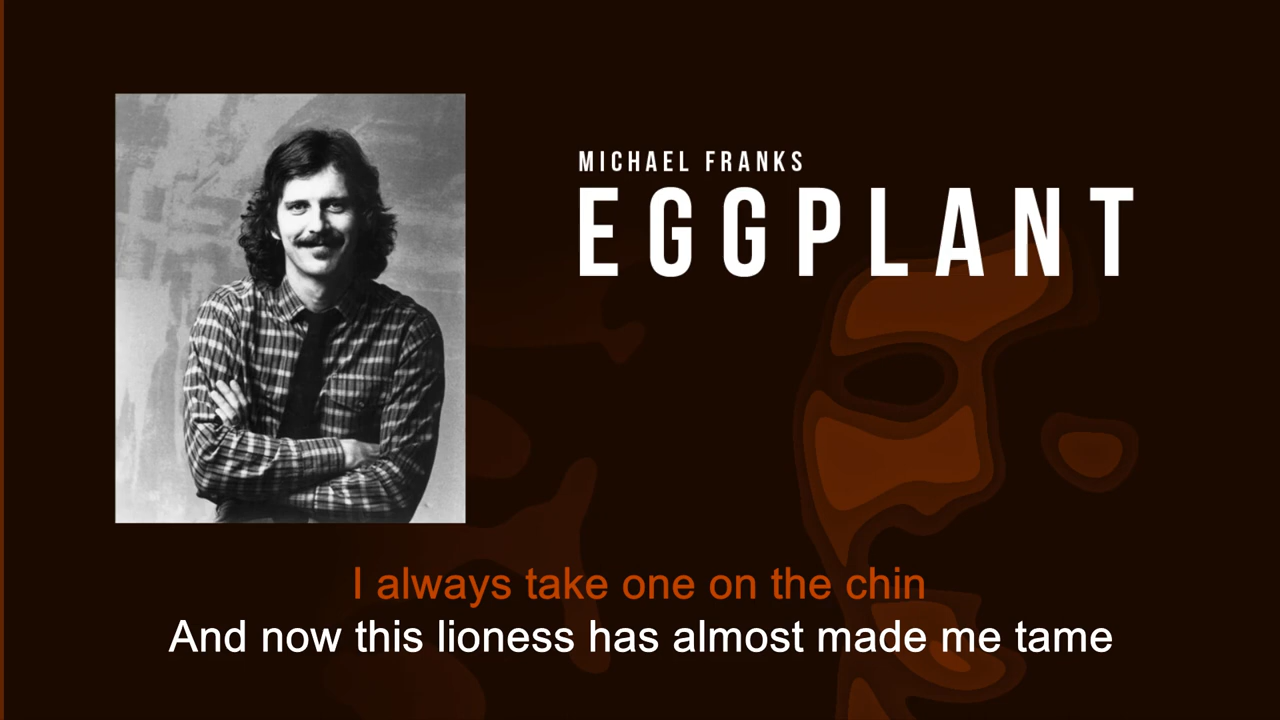 MICHAEL FRANKS
EGGPLANT
I always take one on the chin
And now this lioness has almost made me tame